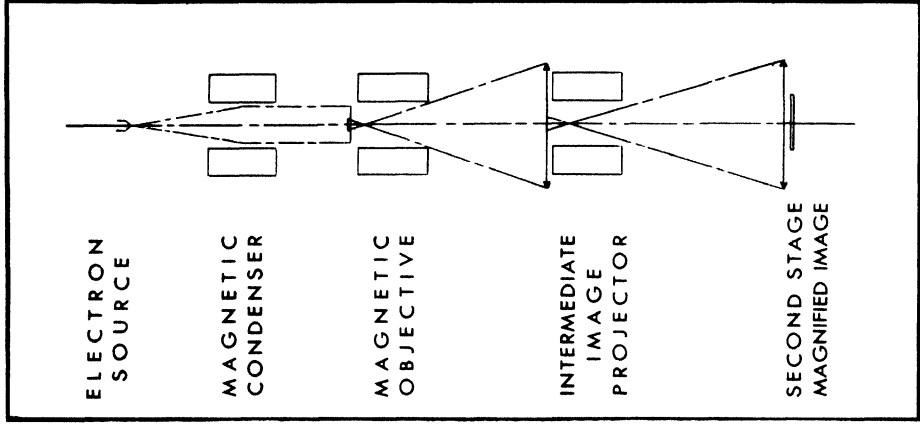 ELECTRON
SOURCE
MAGNETIC
CONDENSER
MAGNETIC
OBJECTIVE
INTERMEDIATE
IMAGE
PROJECTOR
SECOND STAGE
MAGNIFIED IMAGE